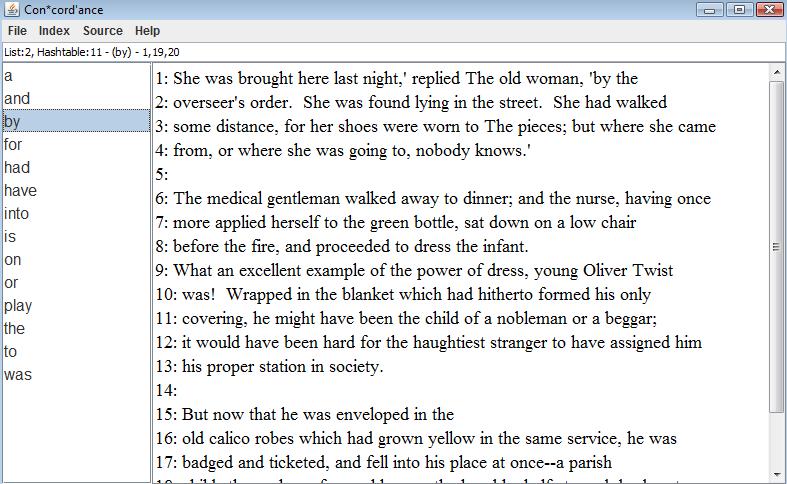 Con*cord'ance
File Index Source Help
List:2, Hashtable:11 - (by) - 1,19,20
a
and
by
for
had
have
into
is
on
or
play
the
to
was
1: She was brought here last night,' replied The old woman, 'by the
2: overseer's order.  She was found lying in the street.  She had walked
3: some distance, for her shoes were worn to The pieces; but where she came
4: from, or where she was going to, nobody knows.'
5:
6: The medical gentleman walked away to dinner; and the nurse, having once
7: more applied herself to the green bottle, sat down on a low chair
8: before the fire, and proceeded to dress the infant.
9: What an excellent example of the power of dress, young Oliver Twist
10: was!  Wrapped in the blanket which had hitherto formed his only
11: covering, he might have been the child of a nobleman or a beggar;
12: it would have been hard for the haughtiest stranger to have assigned him
13: his proper station in society.
14:
15: But now that he was enveloped in the
16: old calico robes which had grown yellow in the same service, he was
17: badged and ticketed, and fell into his place at once--a parish